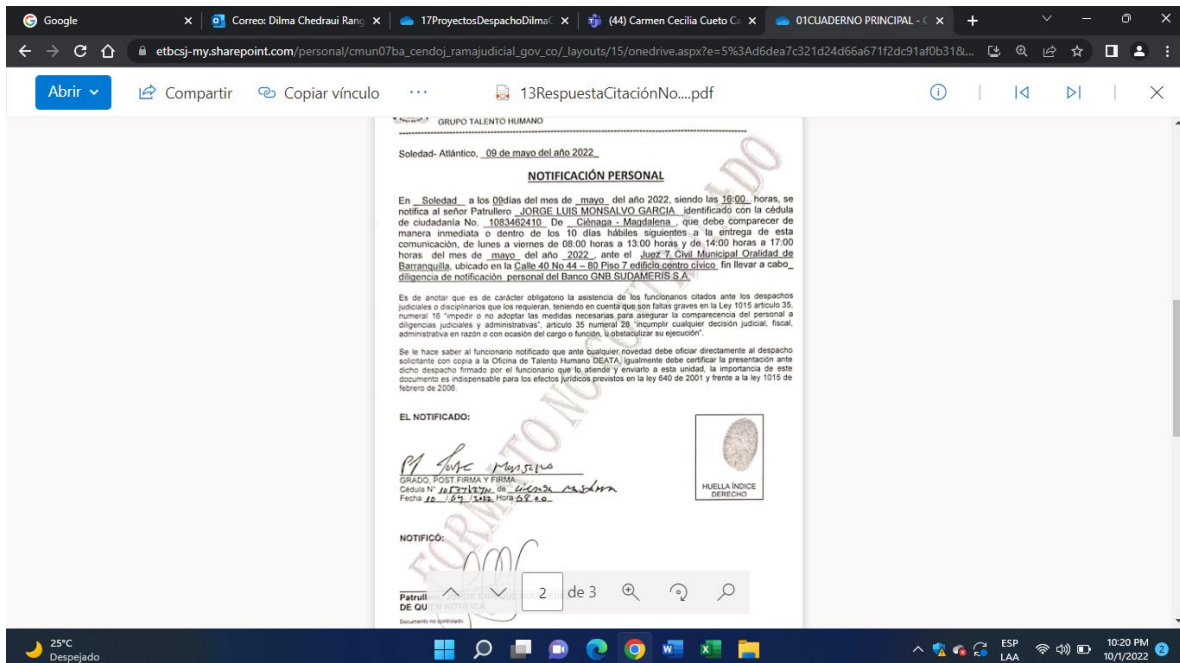 Google
Correo: Dilma Chedraui Rang
17ProyectosDespachoDilmaC
(44) Carmen Cecilia Cueto Ca
01CUADERNO PRINCIPAL - C
etbcsj-my.sharepoint.com/personal/cmun07ba_cendoj_ramajudicial_gov_co/_layouts/15/onedrive.aspx?e=5%3Ad6dea7c321d24d66a671f2dc91af0b318&...
Abrir
Compartir
Copiar vínculo
...
13RespuestaCitaciónNo....pdf
GRUPO TALENTO HUMANO
Soledad- Atlántico, 09 de mayo del año 2022
NOTIFICACIÓN PERSONAL
En Soledad a los 09días del mes de mayo del año 2022, siendo las 16:00 horas, se
notifica al señor Patrullero JORGE LUIS MONSALVO GARCIA identificado con la cédula
de ciudadanía No. 1083462410 De Ciénaga - Magdalena, que debe comparecer de
manera inmediata o dentro de los 10 días hábiles siguientes a la entrega de esta
comunicación, de lunes a viernes de 08:00 horas a 13:00 horas y de 14:00 horas a 17:00
horas del mes de mayo del año 2022, ante el Juez 7 Civil Municipal Oralidad de
Barranquilla, ubicado en la Calle 40 No 44 – 80 Piso 7 edificio centro cívico fin llevar a cabo
diligencia de notificación personal del Banco GNB SUDAMERIS S.A
Es de anotar que es de carácter obligatorio la asistencia de los funcionarios citados ante los despachos
judiciales o disciplinarios que los requieran, teniendo en cuenta que son faltas graves en la Ley 1015 articulo 35,
numeral 16 "impedir o no adoptar las medidas necesarias para asegurar la comparecencia del personal a
diligencias judiciales y administrativas", articulo 35 numeral 28 "incumplir cualquier decisión judicial, fiscal,
administrativa en razón o con ocasión del cargo o función, u obstaculizar su ejecución".
Se le hace saber al funcionario notificado que ante cualquier novedad debe oficiar directamente al despacho
solicitante con copia a la Oficina de Talento Humano DEATA, igualmente debe certificar la presentación ante
dicho despacho firmado por el funcionario que lo atiende y enviarlo a esta unidad, la importancia de este
documento es indispensable para los efectos jurídicos previstos en la ley 640 de 2001 y frente a la ley 1015 de
febrero de 2006.
FORMATO NO CONTROLADO
EL NOTIFICADO:
GRADO, POST FIRMA Y FIRMA
Cedula N° de
Fecha Hora
HUELLA ÍNDICE
DERECHO
NOTIFICÓ:
Patrull
DE QU
2 de 3
Documento no controlado
25°C
Despejado
ESP
LAA
10:20 PM
10/1/2022
2